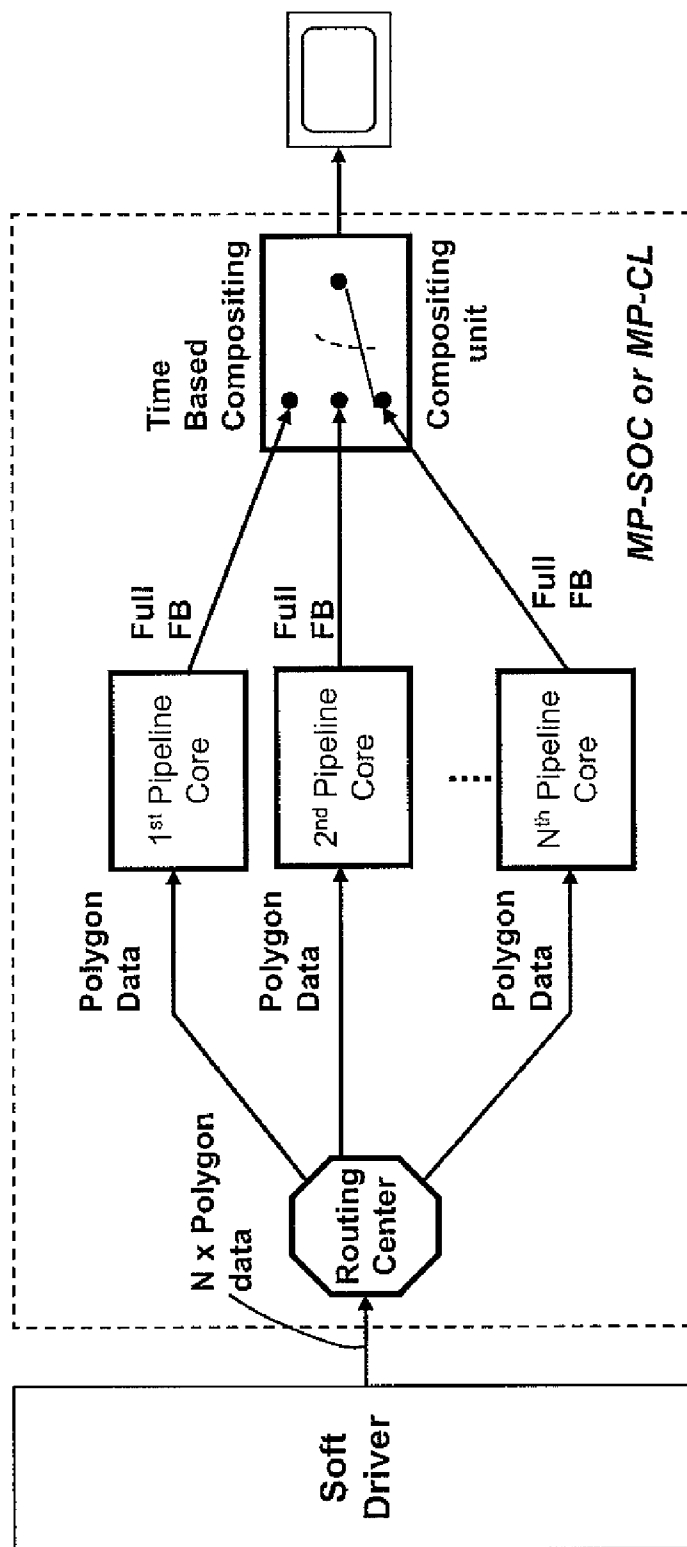 Soft
Driver
N x Polygon
data
Routing
Center
Polygon
Data
Polygon
Data
Polygon
Data
1st Pipeline
Core
2nd Pipeline
Core
Nth Pipeline
Core
Full
FB
Full
FB
Full
FB
Time
Based
Compositing
Compositing
unit
MP-SOC or MP-CL